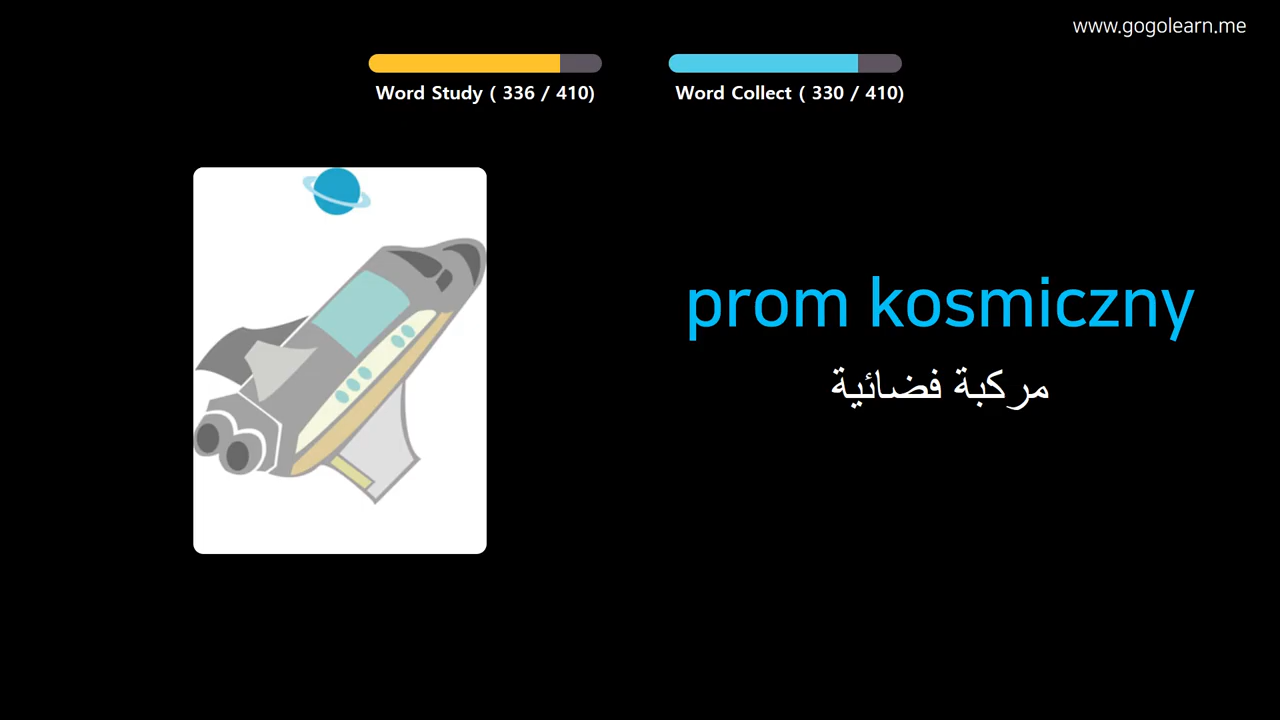 www.gogolearn.me
Word Study ( 336 / 410)
Word Collect ( 330 / 410)
prom kosmiczny
مركبة فضائية